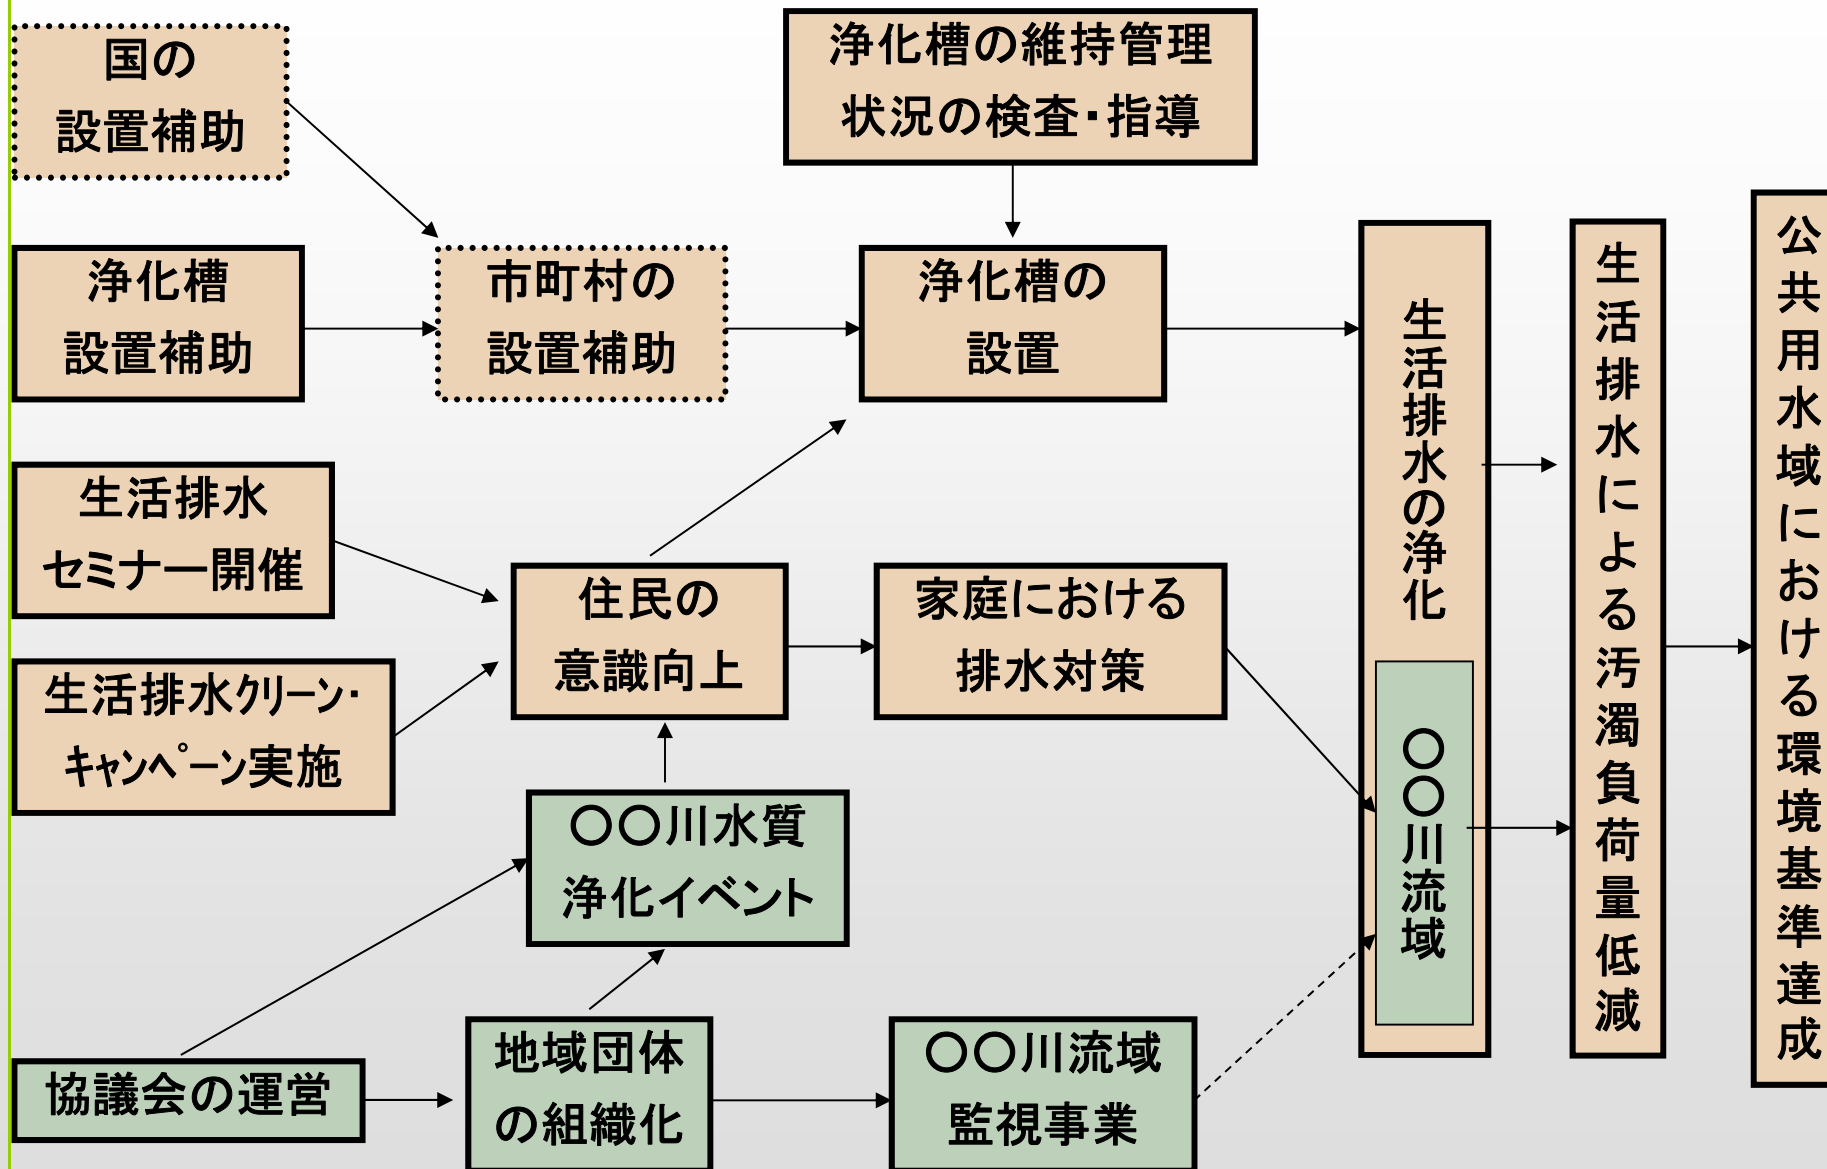 国の
設置補助
浄化槽の維持管理
状況の検査・指導
浄化槽
設置補助
市町村の
設置補助
浄化槽の
設置
生活排水
セミナー開催
住民の
意識向上
家庭における
排水対策
生活排水ｸﾘｰﾝ･
ｷｬﾝﾍﾟｰﾝ実施
〇〇川水質
浄化イベント
協議会の運営
地域団体
の組織化
〇〇川流域
監視事業
生活排水の浄化
〇〇川流域
生活排水による汚濁負荷量低減
公共用水域における環境基準達成